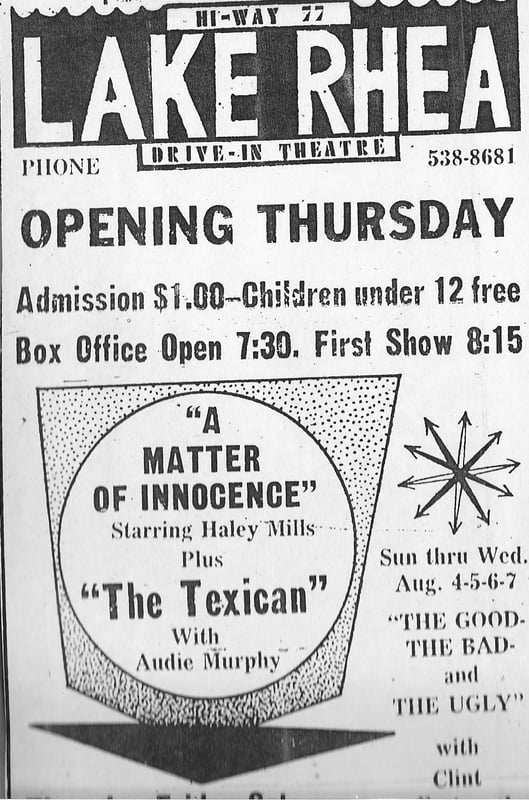 HI-WAY 77
LAKE RHEA
DRIVE-IN THEATRE
PHONE 538-8681
OPENING THURSDAY
Admission $1.00-Children under 12 free
Box Office Open 7:30. First Show 8:15
"A
MATTER
OF INNOCENCE"
Starring Haley Mills
Plus
"The Texican"
With
Audie Murphy
Sun thru Wed.
Aug. 4-5-6-7
"THE GOOD-
THE BAD-
and
THE UGLY"
with
Clint